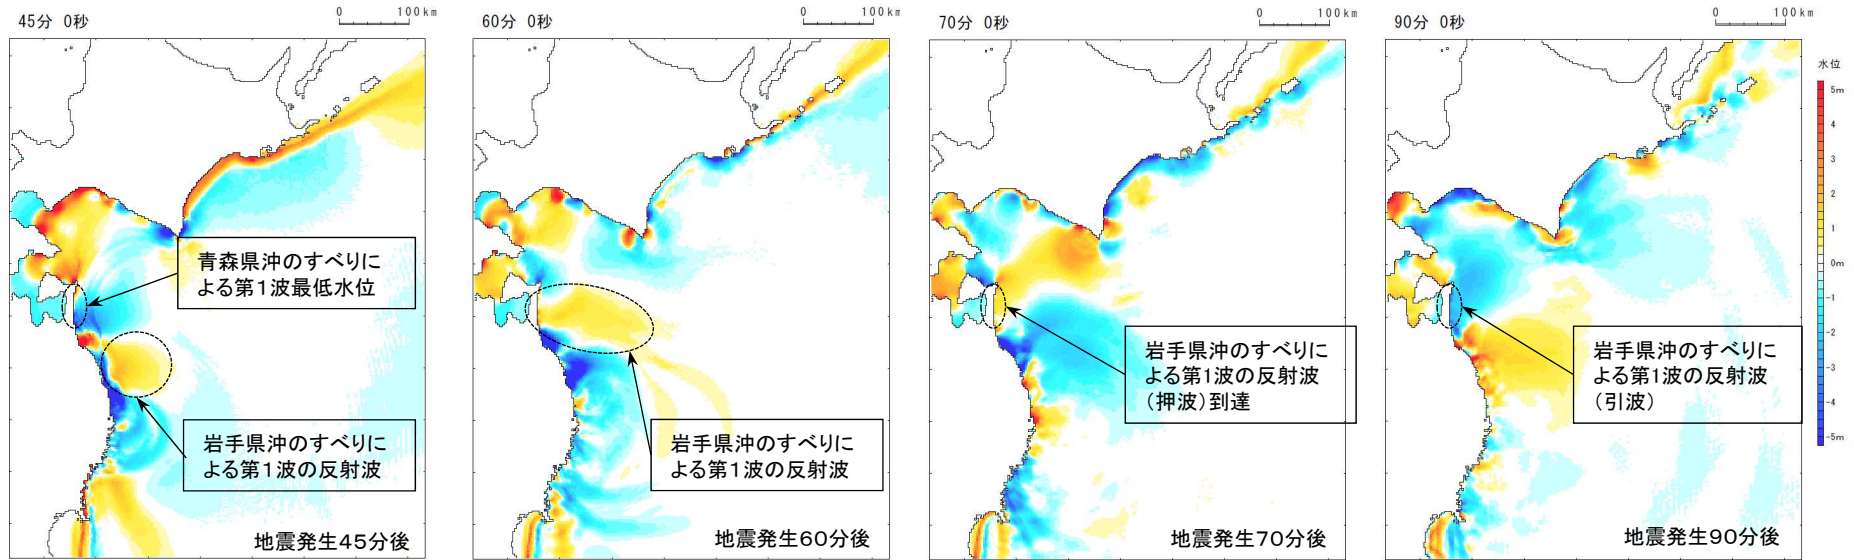 45分 0秒
0 100km
青森県沖のすべりに
よる第1波最低水位
岩手県沖のすべりに
よる第1波の反射波
地震発生45分後
60分 0秒
0 100km
岩手県沖のすべりに
よる第1波の反射波
地震発生60分後
70分 0秒
0 100km
岩手県沖のすべりに
よる第1波の反射波
(押波)到達
地震発生70分後
90分 0秒
0 100km
岩手県沖のすべりに
よる第1波の反射波
(引波)
地震発生90分後
水位
5m
4
3
2
1
0m
-1
-2
-3
-4
-5m